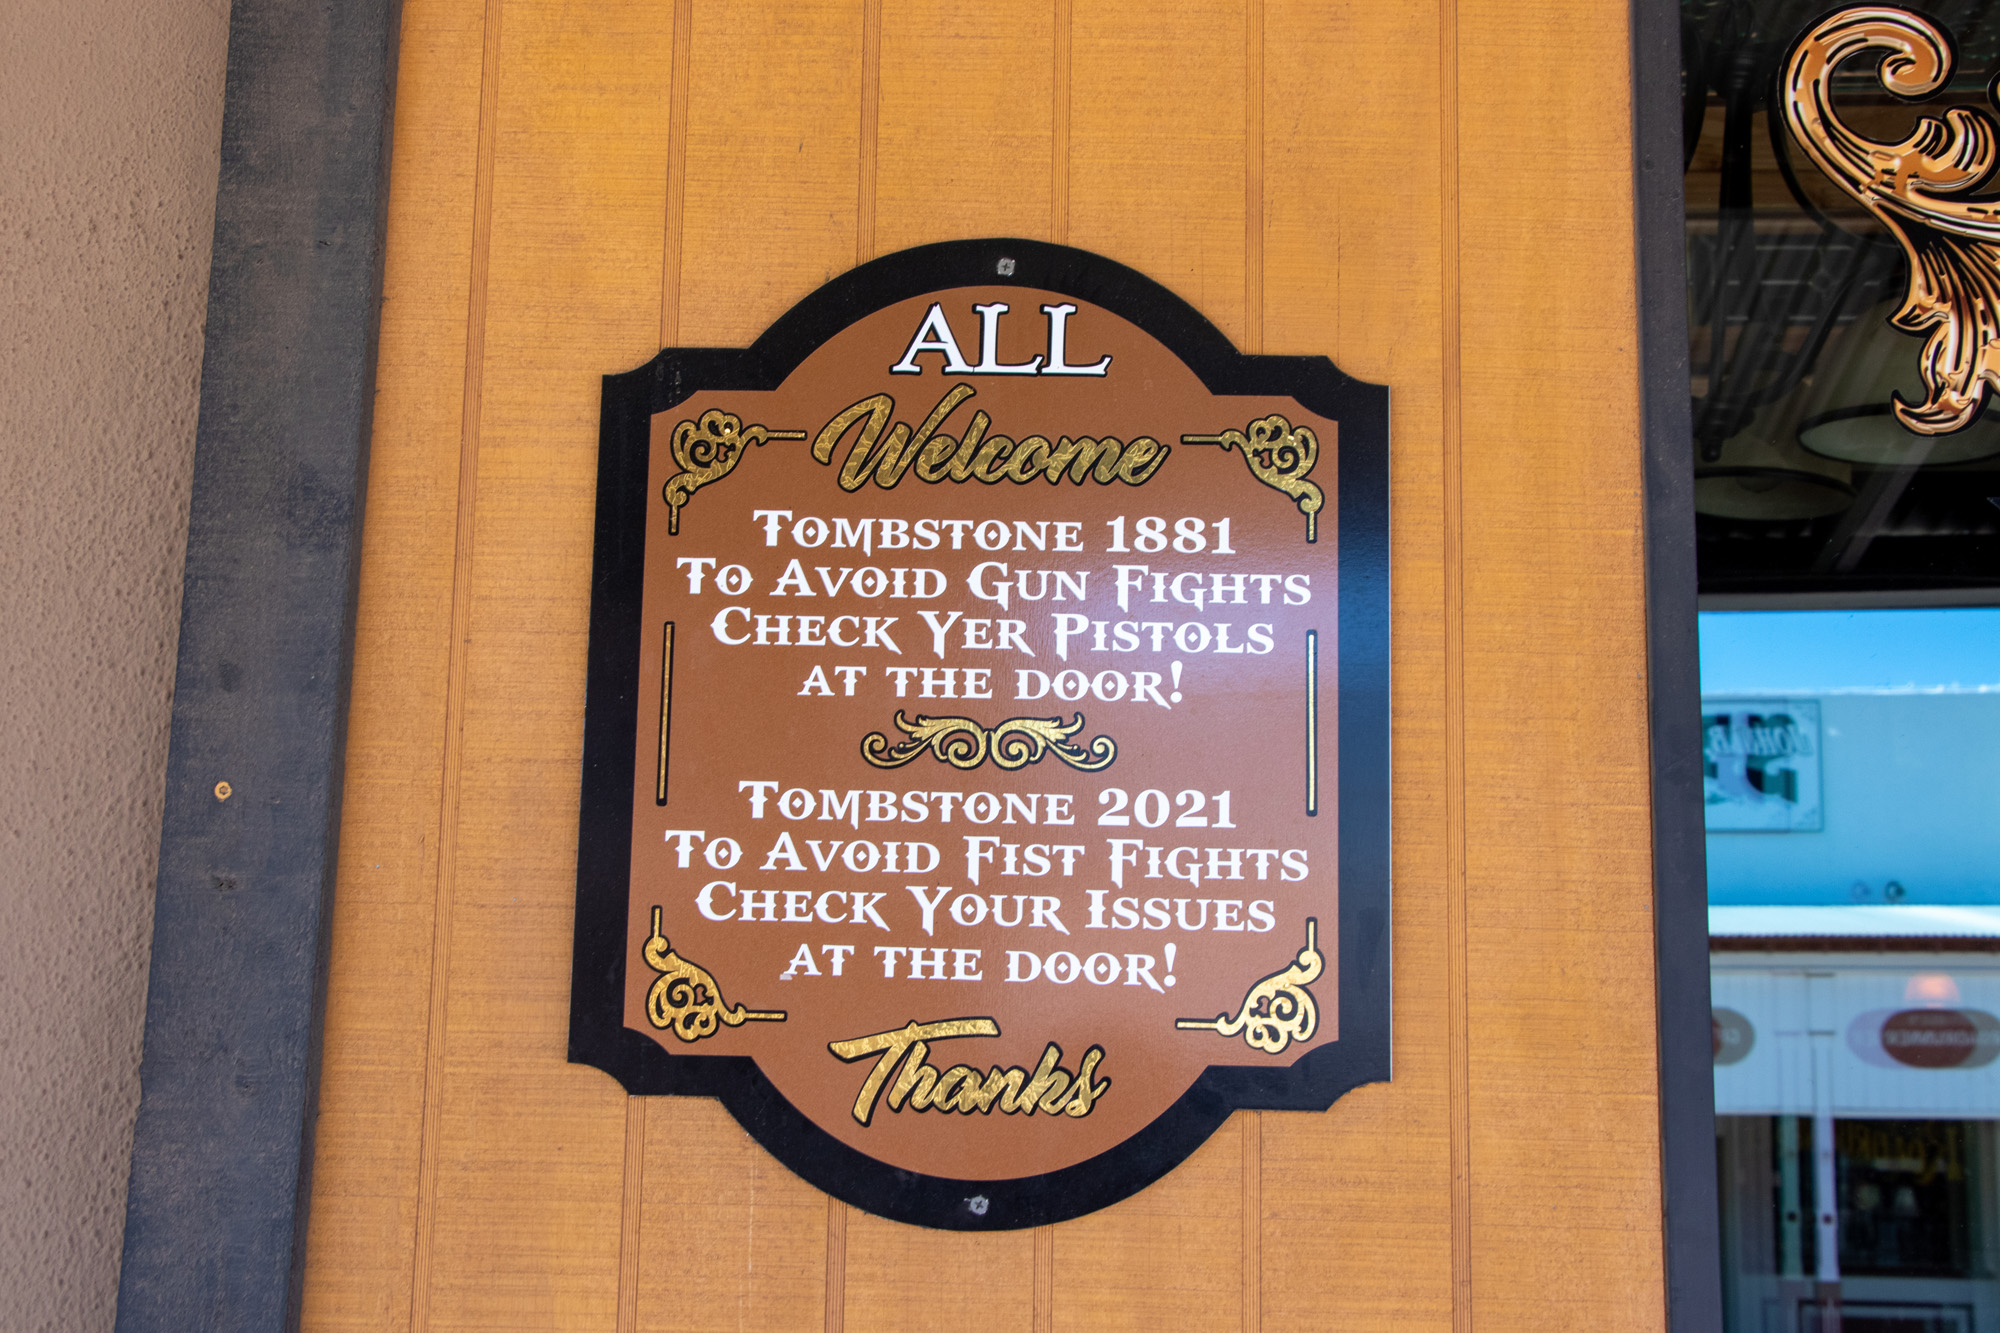 ALL
Welcome
TOMBSTONE 1881
TO AVOID GUN FIGHTS
CHECK YER PISTOLS
AT THE DOOR!
TOMBSTONE 2021
TO AVOID FIST FIGHTS
CHECK YOUR ISSUES
AT THE DOOR!
Thanks